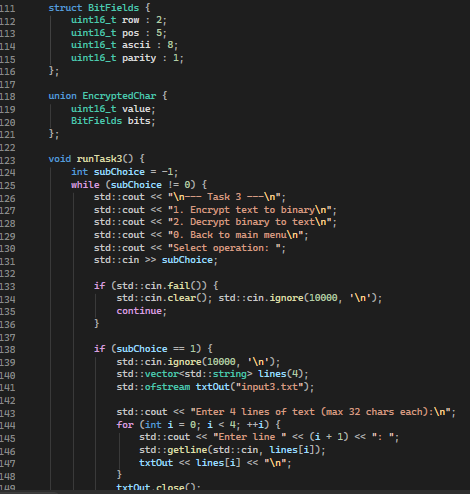 111 struct BitFields {
112     uint16_t row : 2;
113     uint16_t pos : 5;
114     uint16_t ascii : 8;
115     uint16_t parity : 1;
116 };
117
118 union EncryptedChar {
119     uint16_t value;
120     BitFields bits;
121 };
122
123 void runTask3() {
124     int subChoice = -1;
125     while (subChoice != 0) {
126         std::cout << "\n--- Task 3 ---\n";
127         std::cout << "1. Encrypt text to binary\n";
128         std::cout << "2. Decrypt binary to text\n";
129         std::cout << "0. Back to main menu\n";
130         std::cout << "Select operation: ";
131         std::cin >> subChoice;
132
133         if (std::cin.fail()) {
134             std::cin.clear(); std::cin.ignore(10000, '\n');
135             continue;
136         }
137
138         if (subChoice == 1) {
139             std::cin.ignore(10000, '\n');
140             std::vector<std::string> lines(4);
141             std::ofstream txtOut("input3.txt");
142
143             std::cout << "Enter 4 lines of text (max 32 chars each):\n";
144             for (int i = 0; i < 4; ++i) {
145                 std::cout << "Enter line " << (i + 1) << ": ";
146                 std::getline(std::cin, lines[i]);
147                 txtOut << lines[i] << "\n";
148             }
149             txtOut.close();